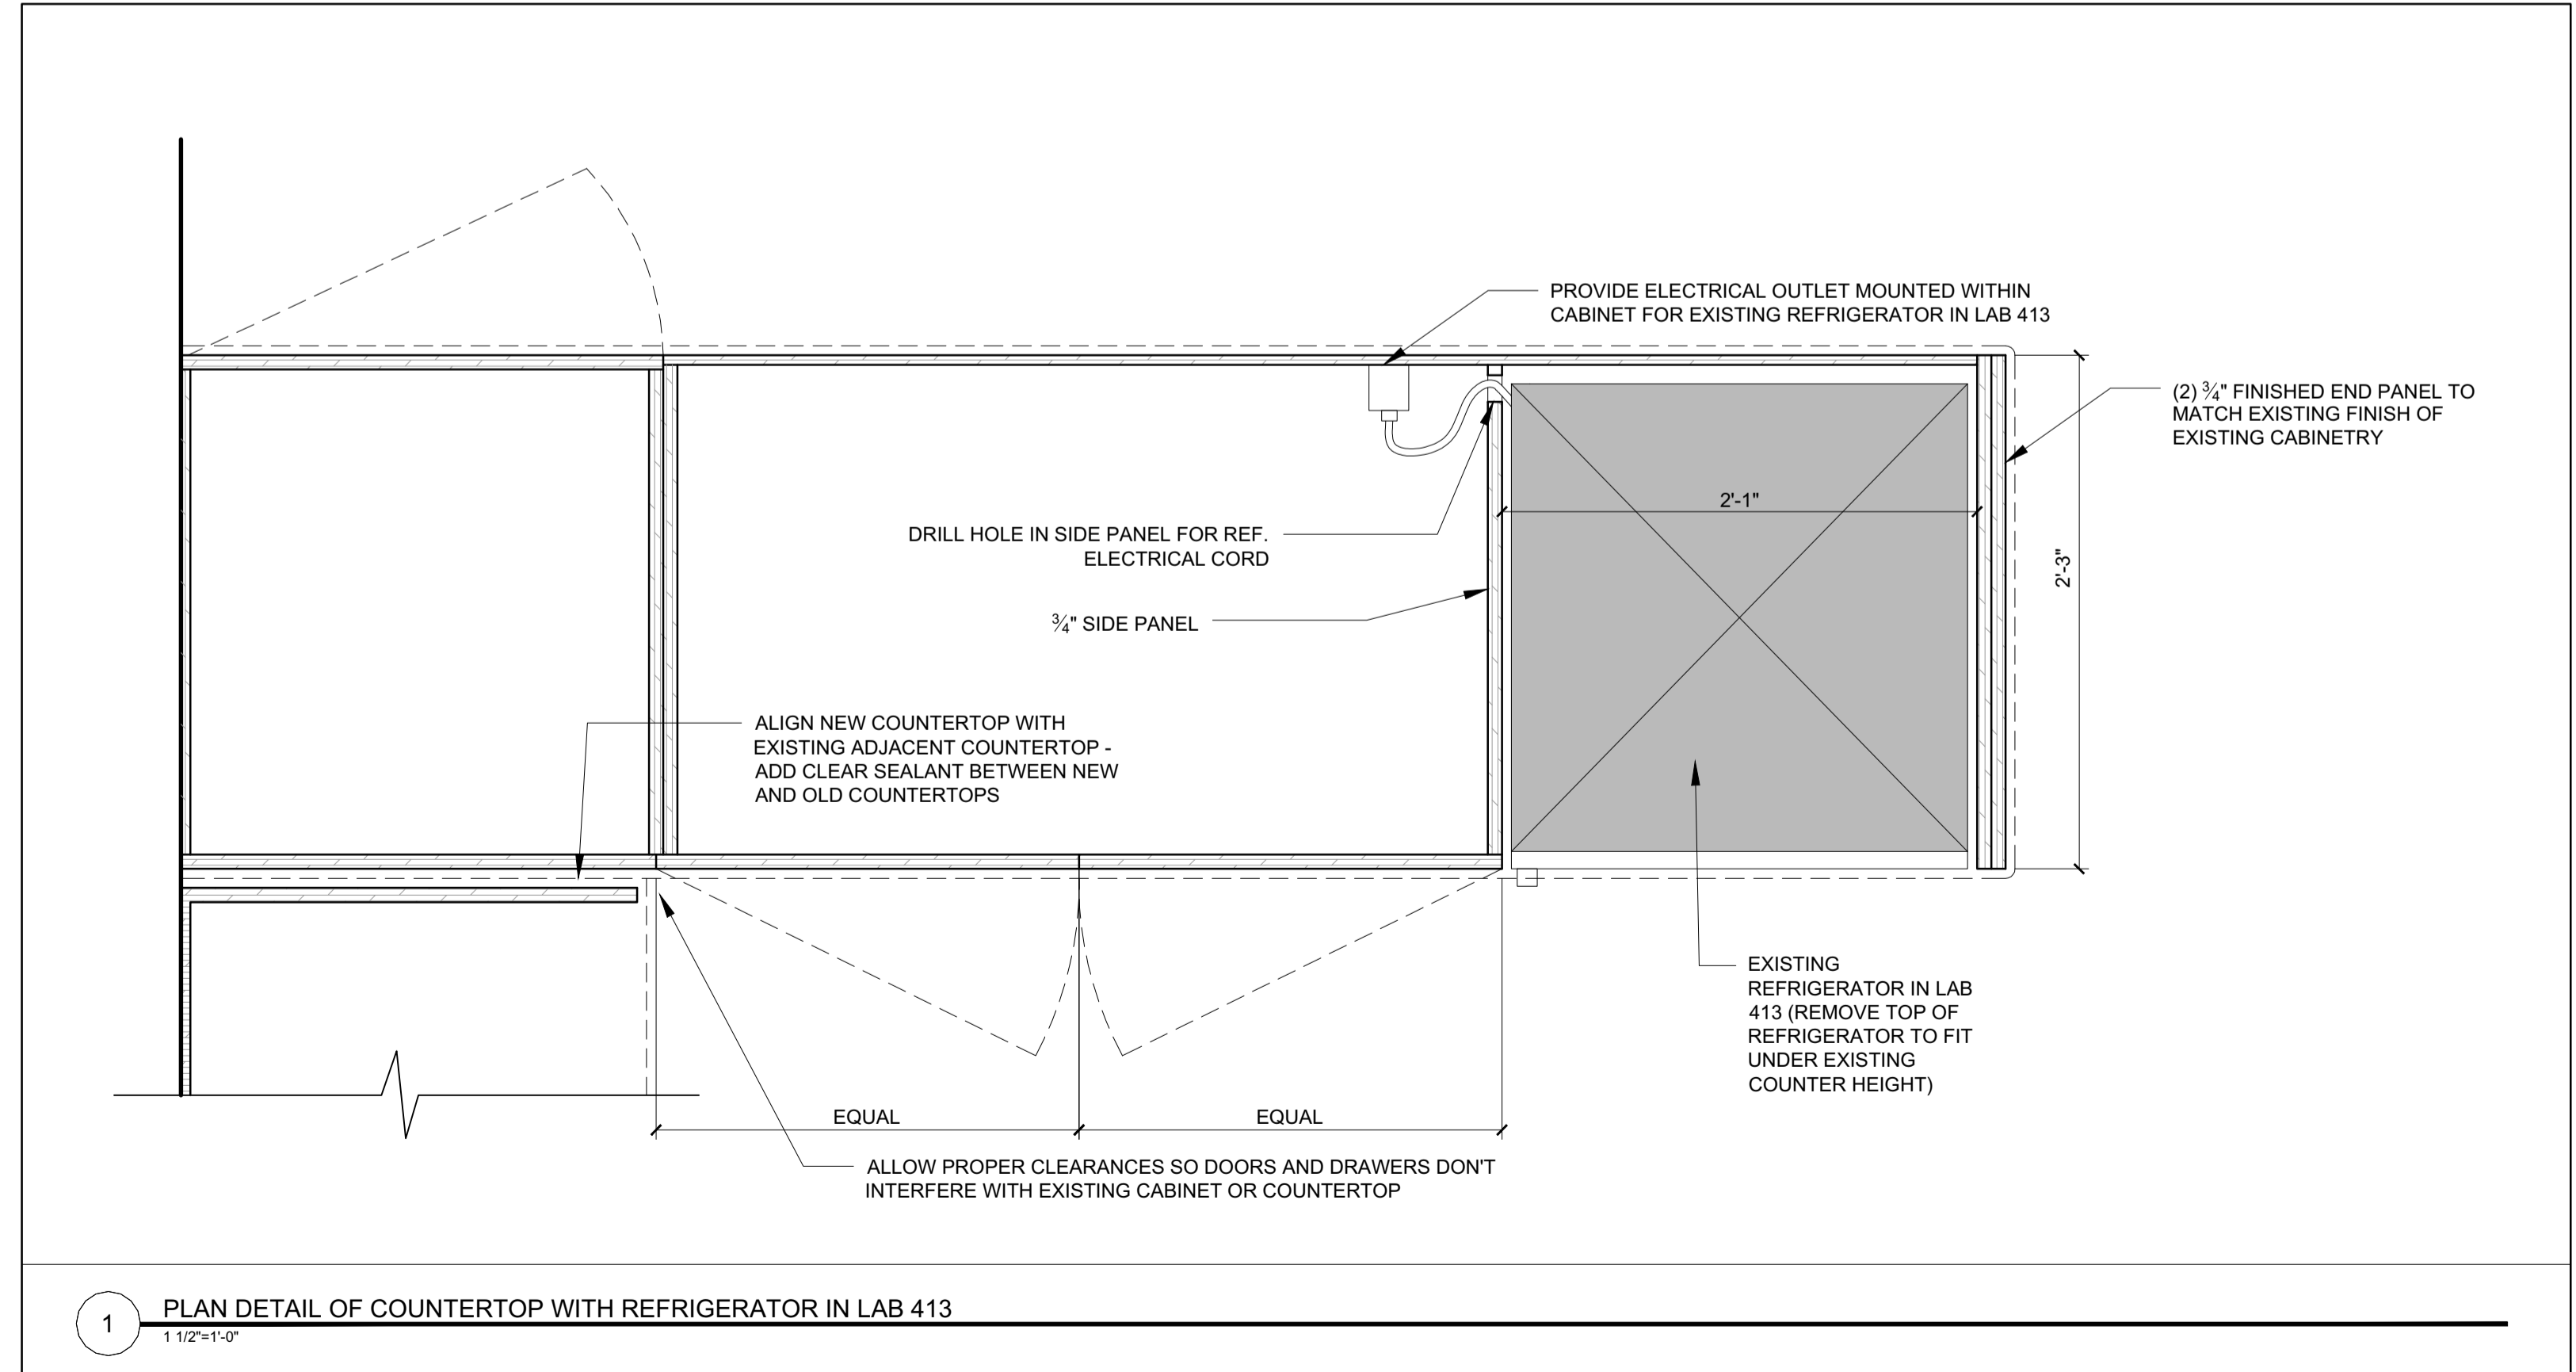 PROVIDE ELECTRICAL OUTLET MOUNTED WITHIN
CABINET FOR EXISTING REFRIGERATOR IN LAB 413
(2) ¾" FINISHED END PANEL TO
MATCH EXISTING FINISH OF
EXISTING CABINETRY
2'-1"
DRILL HOLE IN SIDE PANEL FOR REF.
ELECTRICAL CORD
2'-3"
¾" SIDE PANEL
ALIGN NEW COUNTERTOP WITH
EXISTING ADJACENT COUNTERTOP -
ADD CLEAR SEALANT BETWEEN NEW
AND OLD COUNTERTOPS
EXISTING
REFRIGERATOR IN LAB
413 (REMOVE TOP OF
REFRIGERATOR TO FIT
UNDER EXISTING
COUNTER HEIGHT)
EQUAL
EQUAL
ALLOW PROPER CLEARANCES SO DOORS AND DRAWERS DON'T
INTERFERE WITH EXISTING CABINET OR COUNTERTOP
1
PLAN DETAIL OF COUNTERTOP WITH REFRIGERATOR IN LAB 413
1 1/2"=1'-0"